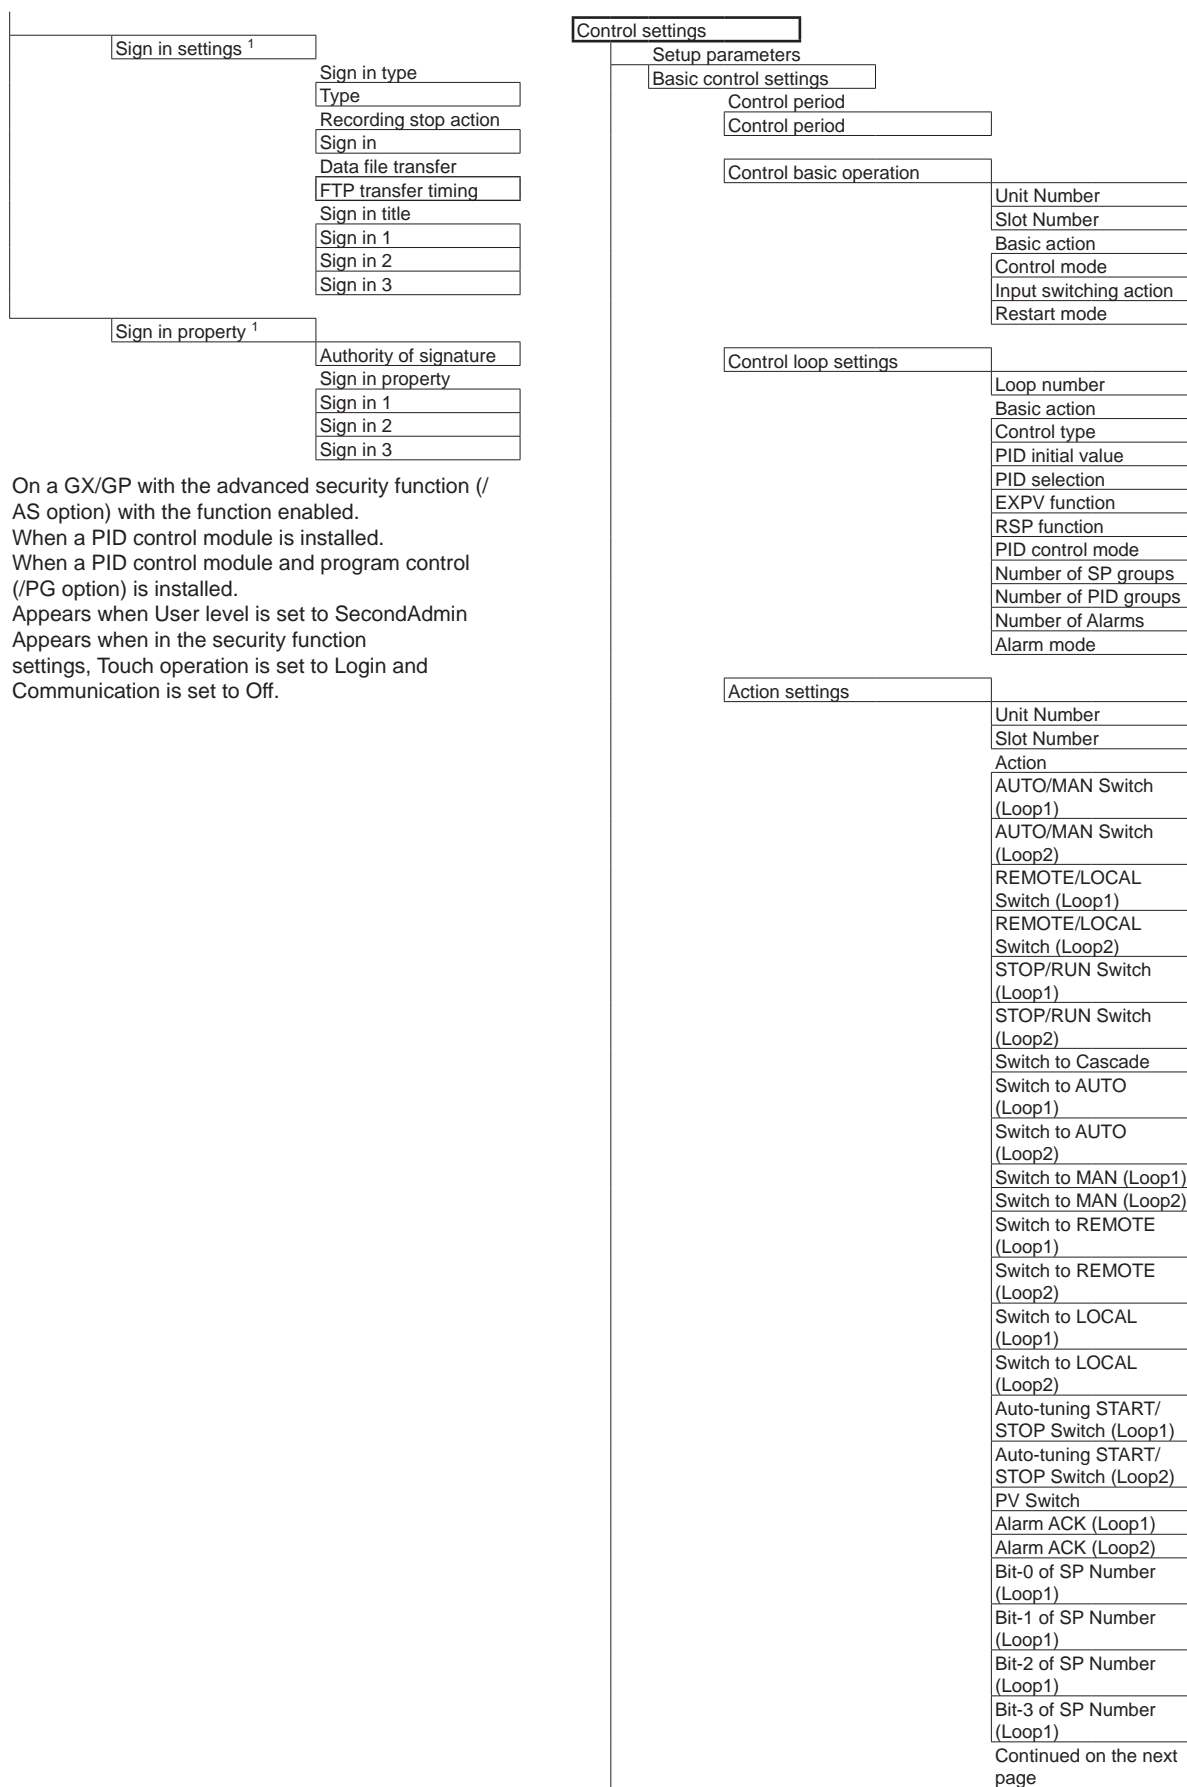 Sign in settings 1
Sign in type
Type
Recording stop action
Sign in
Data file transfer
FTP transfer timing
Sign in title
Sign in 1
Sign in 2
Sign in 3
Sign in property 1
Authority of signature
Sign in property
Sign in 1
Sign in 2
Sign in 3
On a GX/GP with the advanced security function (/
AS option) with the function enabled.
When a PID control module is installed.
When a PID control module and program control
(/PG option) is installed.
Appears when User level is set to SecondAdmin
Appears when in the security function
settings, Touch operation is set to Login and
Communication is set to Off.
Control settings
Setup parameters
Basic control settings
Control period
Control period
Control basic operation
Unit Number
Slot Number
Basic action
Control mode
Input switching action
Restart mode
Control loop settings
Loop number
Basic action
Control type
PID initial value
PID selection
EXPV function
RSP function
PID control mode
Number of SP groups
Number of PID groups
Number of Alarms
Alarm mode
Action settings
Unit Number
Slot Number
Action
AUTO/MAN Switch
(Loop1)
AUTO/MAN Switch
(Loop2)
REMOTE/LOCAL
Switch (Loop1)
REMOTE/LOCAL
Switch (Loop2)
STOP/RUN Switch
(Loop1)
STOP/RUN Switch
(Loop2)
Switch to Cascade
Switch to AUTO
(Loop1)
Switch to AUTO
(Loop2)
Switch to MAN (Loop1)
Switch to MAN (Loop2)
Switch to REMOTE
(Loop1)
Switch to REMOTE
(Loop2)
Switch to LOCAL
(Loop1)
Switch to LOCAL
(Loop2)
Auto-tuning START/
STOP Switch (Loop1)
Auto-tuning START/
STOP Switch (Loop2)
PV Switch
Alarm ACK (Loop1)
Alarm ACK (Loop2)
Bit-0 of SP Number
(Loop1)
Bit-1 of SP Number
(Loop1)
Bit-2 of SP Number
(Loop1)
Bit-3 of SP Number
(Loop1)
Continued on the next
page